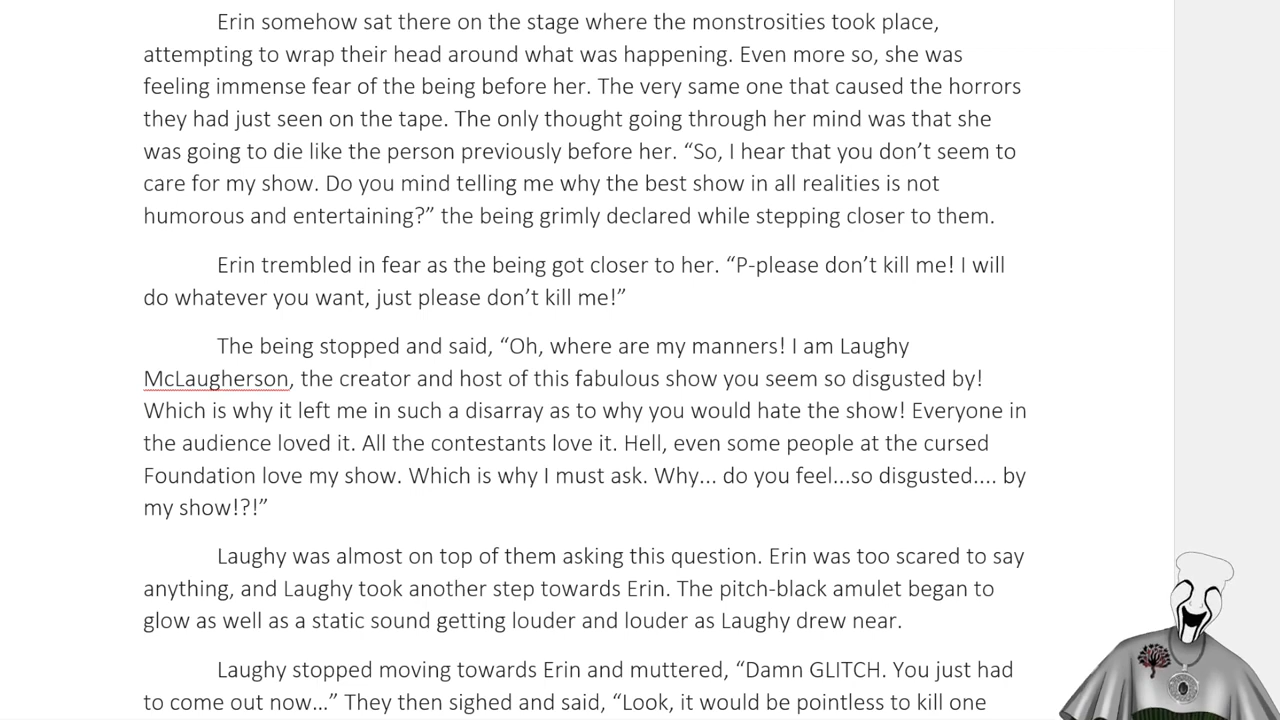 Erin somehow sat there on the stage where the monstrosities took place,
attempting to wrap their head around what was happening. Even more so, she was
feeling immense fear of the being before her. The very same one that caused the horrors
they had just seen on the tape. The only thought going through her mind was that she
was going to die like the person previously before her. “So, I hear that you don’t seem to
care for my show. Do you mind telling me why the best show in all realities is not
humorous and entertaining?” the being grimly declared while stepping closer to them.
Erin trembled in fear as the being got closer to her. “P-please don’t kill me! I will
do whatever you want, just please don’t kill me!”
The being stopped and said, “Oh, where are my manners! I am Laughy
McLaugherson, the creator and host of this fabulous show you seem so disgusted by!
Which is why it left me in such a disarray as to why you would hate the show! Everyone in
the audience loved it. All the contestants love it. Hell, even some people at the cursed
Foundation love my show. Which is why I must ask. Why... do you feel...so disgusted.... by
my show!?!”
Laughy was almost on top of them asking this question. Erin was too scared to say
anything, and Laughy took another step towards Erin. The pitch-black amulet began to
glow as well as a static sound getting louder and louder as Laughy drew near.
Laughy stopped moving towards Erin and muttered, “Damn GLITCH. You just had
to come out now...” They then sighed and said, “Look, it would be pointless to kill one